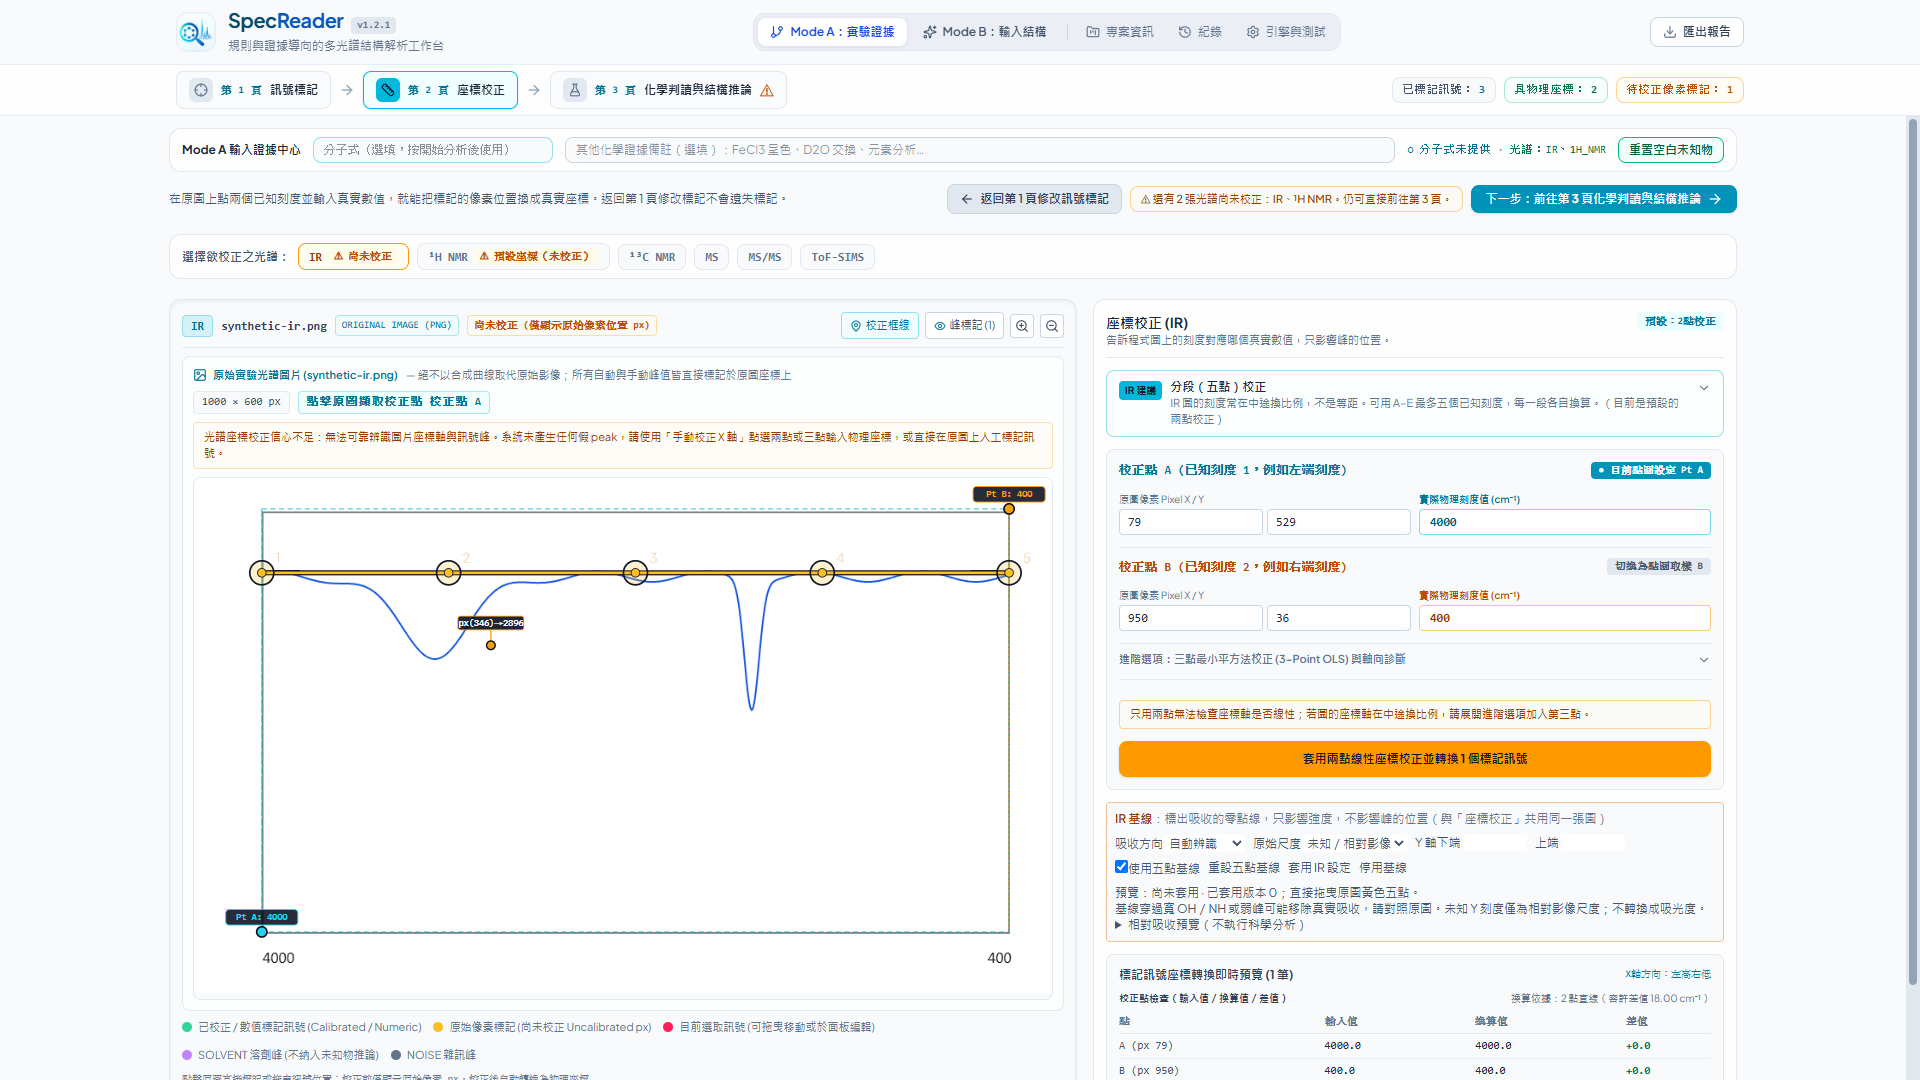 SpecReader v1.2.1
規則與證據導向的多光譜結構解析工作台
Mode A：實驗證據
Mode B：輸入結構
專案資訊
紀錄
引擎與測試
匯出報告
第 1 頁 訊號標記
第 2 頁 座標校正
第 3 頁 化學判讀與結構推論
已標記訊號： 3
具物理座標： 2
待校正像素標記： 1
Mode A 輸入證據中心
分子式（選填，按開始分析後使用）
其他化學證據備註（選填）：FeCl3 呈色、D2O 交換、元素分析...
○ 分子式未提供 · 光譜：IR、1H_NMR
重置空白未知物
在原圖上點兩個已知刻度並輸入真實數值，就能把標記的像素位置換成真實座標。返回第 1 頁修改標記不會遺失標記。
← 返回第 1 頁修改訊號標記
⚠ 還有 2 張光譜尚未校正：IR、¹H NMR。仍可直接前往第 3 頁。
下一步：前往第 3 頁化學判讀與結構推論 →
選擇欲校正之光譜：
IR ⚠ 尚未校正
¹H NMR ⚠ 預設座標（未校正）
¹³C NMR
MS
MS/MS
ToF-SIMS
IR synthetic-ir.png ORIGINAL IMAGE (PNG) 尚未校正（僅顯示原始像素位置 px）
校正框線
峰標記 (1)
原始實驗光譜圖片 (synthetic-ir.png) — 絕不以合成曲線取代原始影像；所有自動與手動峰值皆直接標記於原圖座標上
1000 × 600 px
點擊原圖擷取校正點 校正點 A
光譜座標校正信心不足：無法可靠辨識圖片座標軸與訊號峰。系統未產生任何假 peak，請使用「手動校正 X 軸」點選兩點或三點輸入物理座標，或直接在原圖上人工標記訊
號。
Pt B: 400
1 2 3 4 5
px(346)→2896
Pt A: 4000
4000 400
已校正 / 數值標記訊號 (Calibrated / Numeric)
原始像素標記 (尚未校正 Uncalibrated px)
目前選取訊號 (可拖曳移動或於面板編輯)
SOLVENT 溶劑峰 (不納入未知物推論)
NOISE 雜訊峰
座標校正 (IR)
預設：2點校正
告訴程式圖上的刻度對應哪個真實數值，只影響峰的位置。
IR 建議 分段（五點）校正
IR 圖的刻度常在中途換比例，不是等距。可用 A–E 最多五個已知刻度，每一段各自換算。（目前是預設的
兩點校正）
校正點 A（已知刻度 1，例如左端刻度）
● 目前點圖設定 Pt A
原圖像素 Pixel X / Y
實際物理刻度值 (cm⁻¹)
79 529 4000
校正點 B（已知刻度 2，例如右端刻度）
切換為點圖取樣 B
原圖像素 Pixel X / Y
實際物理刻度值 (cm⁻¹)
950 36 400
進階選項：三點最小平方法校正 (3-Point OLS) 與軸向診斷
只用兩點無法檢查座標軸是否線性；若圖的座標軸在中途換比例，請展開進階選項加入第三點。
套用兩點線性座標校正並轉換 1 個標記訊號
IR 基線：標出吸收的零點線，只影響強度，不影響峰的位置（與「座標校正」共用同一張圖）
吸收方向 自動辨識 原始尺度 未知 / 相對影像 Y 軸下端 上端
使用五點基線 重設五點基線 套用 IR 設定 停用基線
預覽：尚未套用 · 已套用版本 0；直接拖曳原圖黃色五點。
基線穿過寬 OH / NH 或弱峰可能移除真實吸收，請對照原圖。未知 Y 刻度僅為相對影像尺度；不轉換成吸光度。
▶ 相對吸收預覽（不執行科學分析）
標記訊號座標轉換即時預覽 (1 筆)
X軸方向：左高右低
校正點檢查（輸入值 / 換算值 / 差值）
換算依據：2 點直線（容許差值 18.00 cm⁻¹）
點 輸入值 換算值 差值
A (px 79) 4000.0 4000.0 +0.0
B (px 950) 400.0 400.0 +0.0